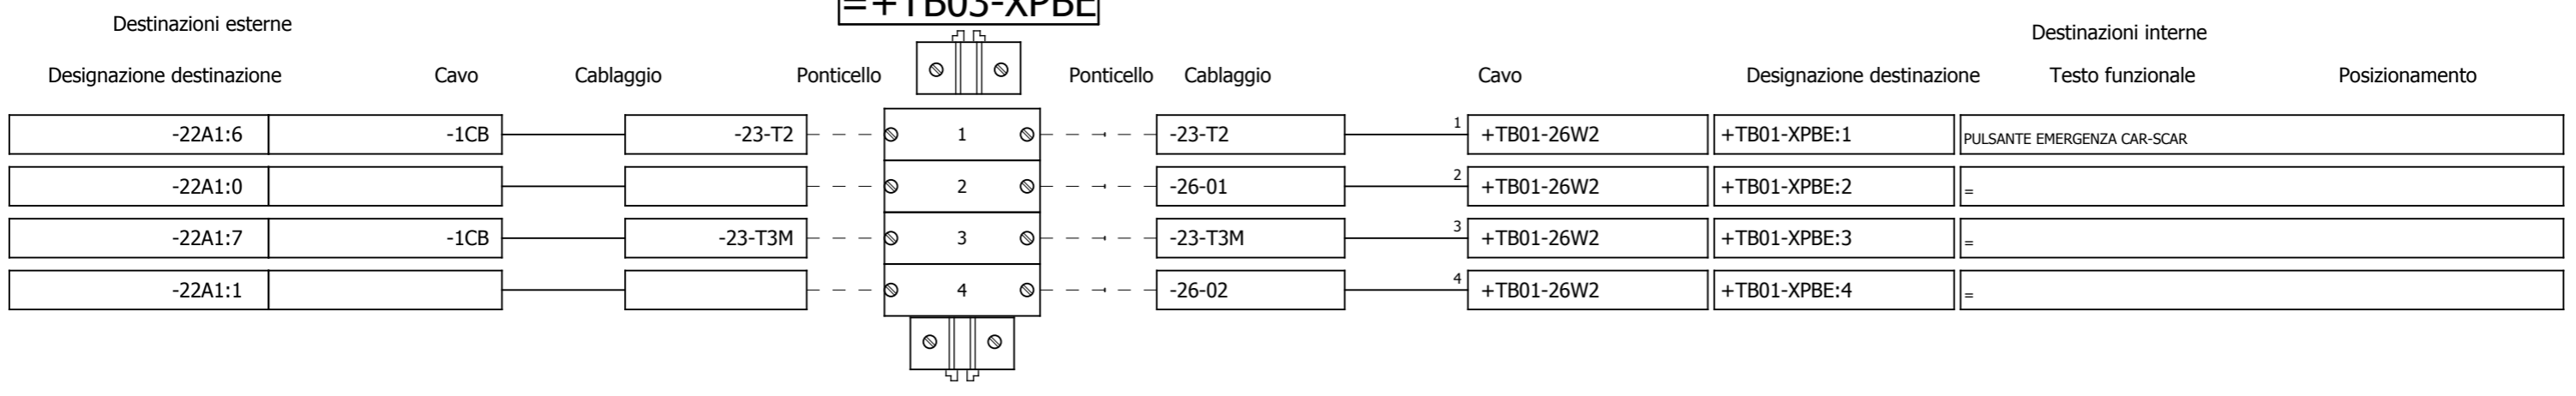 =+TB03-XPBE
Destinazioni esterne
Destinazioni interne
Designazione destinazione Cavo Cablaggio Ponticello Ponticello Cablaggio Cavo Designazione destinazione Testo funzionale Posizionamento
-22A1:6 -1CB -23-T2 1 -23-T2 1 +TB01-26W2 +TB01-XPBE:1 PULSANTE EMERGENZA CAR-SCAR
-22A1:0 2 -26-01 2 +TB01-26W2 +TB01-XPBE:2 =
-22A1:7 -1CB -23-T3M 3 -23-T3M 3 +TB01-26W2 +TB01-XPBE:3 =
-22A1:1 4 -26-02 4 +TB01-26W2 +TB01-XPBE:4 =